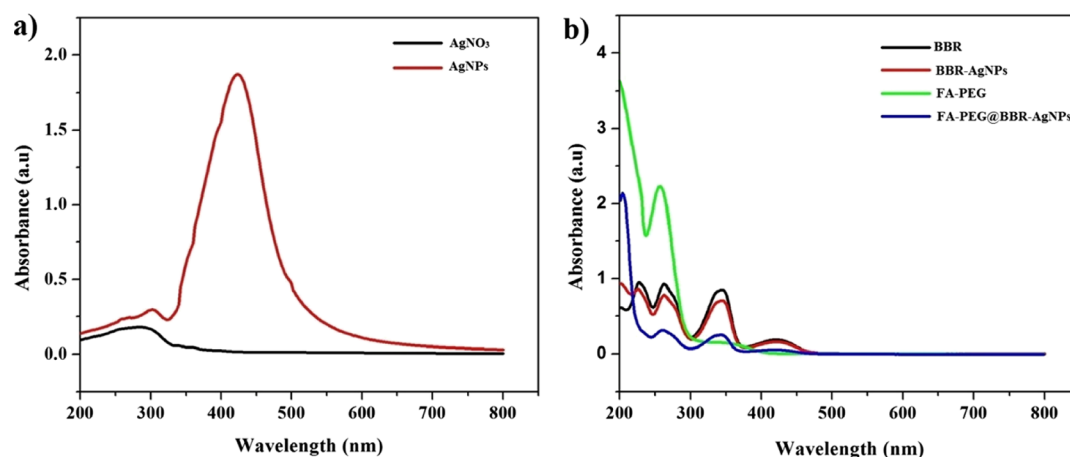 a)
AgNO₃
AgNPs
2.0
1.5
1.0
0.5
0.0
Absorbance (a.u)
200 300 400 500 600 700 800
Wavelength (nm)
b)
BBR
BBR-AgNPs
FA-PEG
FA-PEG@BBR-AgNPs
4
3
2
1
0
Absorbance (a.u)
200 300 400 500 600 700 800
Wavelength (nm)